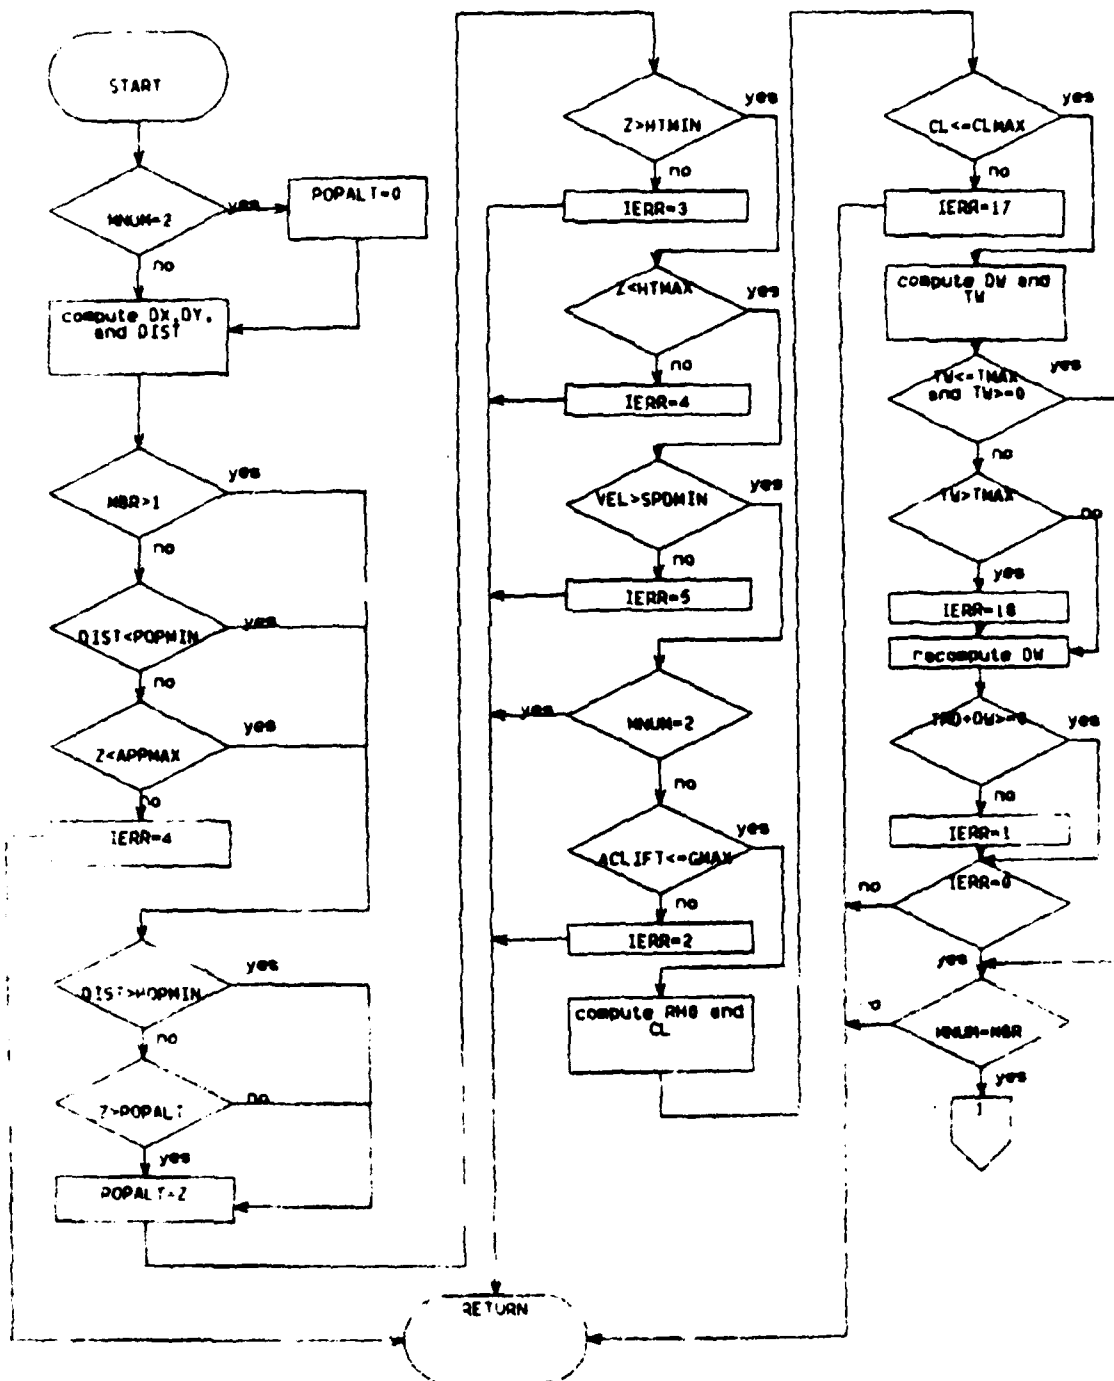 START
MNUM=2
yes
POPALT=0
no
compute DX,DY,
and DIST
MBR>1
yes
no
DIST<POPMIN
yes
no
Z<APPMAX
yes
no
IERR=4
DIST>POPMIN
yes
no
Z>POPALT
no
yes
POPALT=Z
Z>HTMIN
yes
no
IERR=3
Z<HTMAX
yes
no
IERR=4
VEL>SPDMIN
yes
no
IERR=5
MNUM=2
yes
no
ACLIFT<=GMAX
yes
no
IERR=2
compute RHO and
CL
CL<=CLMAX
yes
no
IERR=17
compute DW and
TW
TW<=TMAX
and TW>=0
yes
no
TW>TMAX
no
yes
IERR=18
recompute DW
yes
no
IERR=1
IERR=0
no
yes
MNUM=MBR
yes
1
RETURN